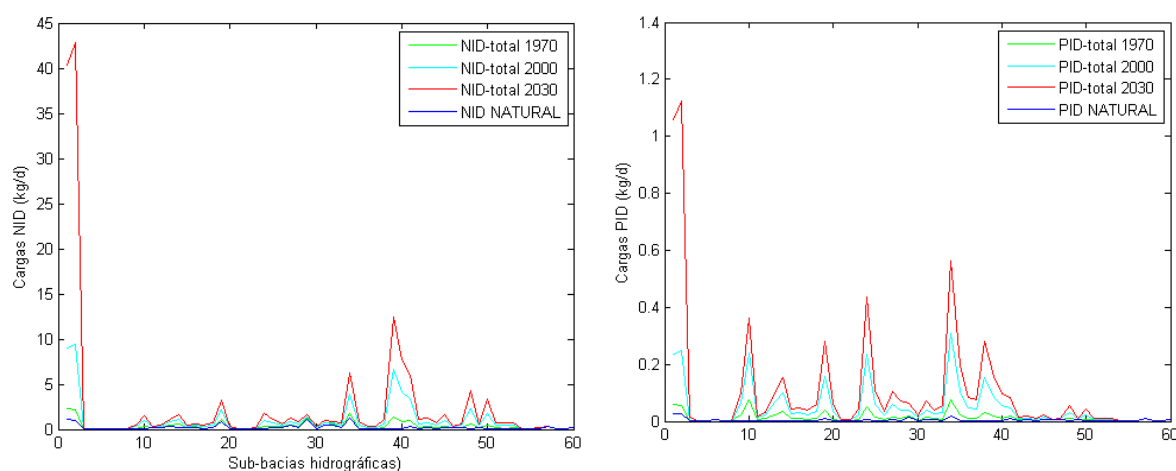 45
40
35
30
25
20
15
10
5
0
Cargas NID (kg/d)
NID-total 1970
NID-total 2000
NID-total 2030
NID NATURAL
0 10 20 30 40 50 60
Sub-bacias hidrográficas)
1.4
1.2
1
0.8
0.6
0.4
0.2
0
Cargas PID (kg/d)
PID-total 1970
PID-total 2000
PID-total 2030
PID NATURAL
0 10 20 30 40 50 60